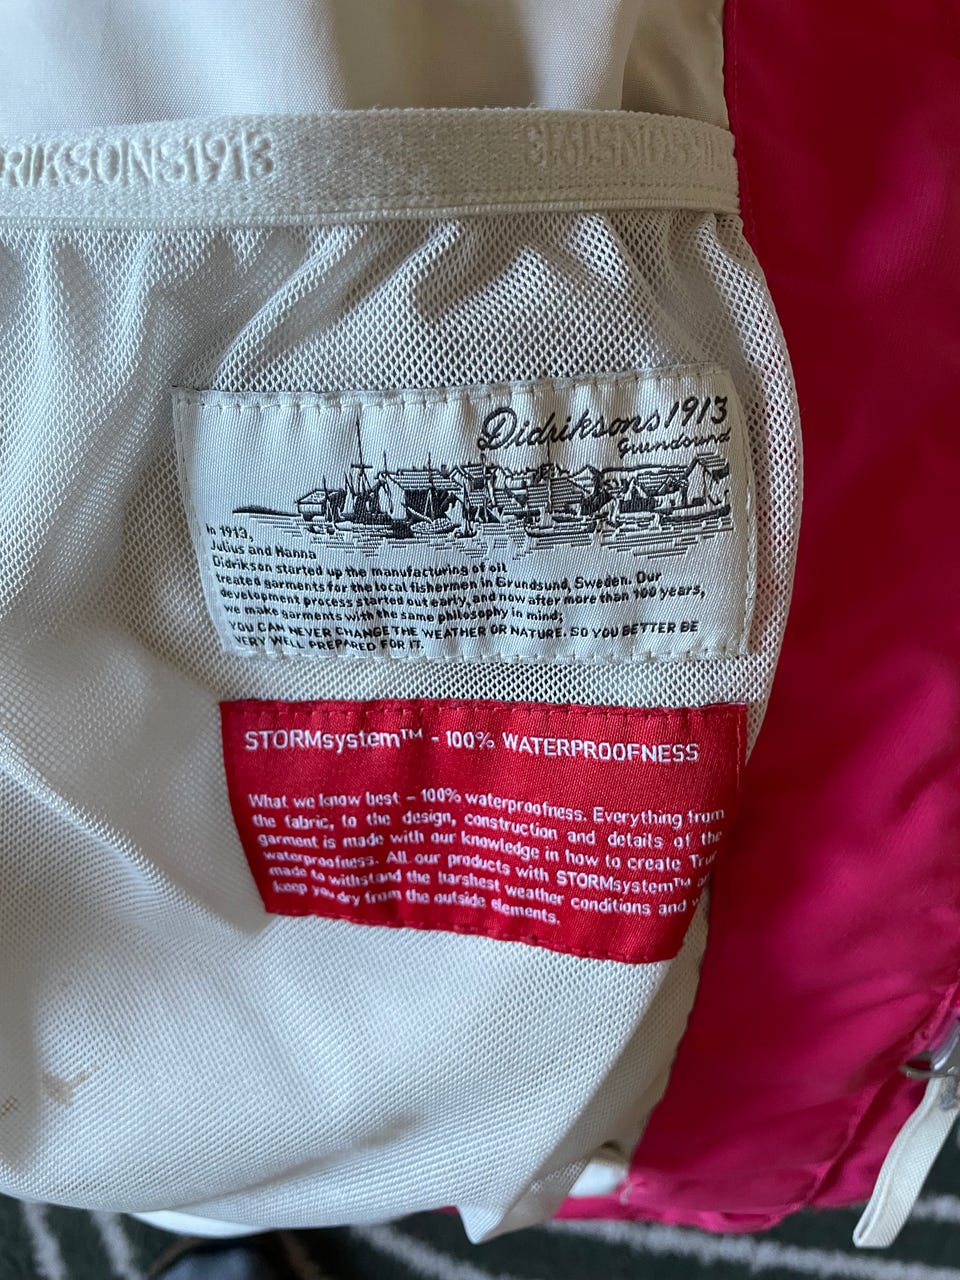 RIKSONS1913
Didriksons1913
Grundsund
In 1913,
Julius and Hanna
Didrikson started up the manufacturing of oil
treated garments for the local fishermen in Grundsund, Sweden. Our
development process started out early, and now after more than 100 years,
we make garments with the same philosophy in mind;
YOU CAN NEVER CHANGE THE WEATHER OR NATURE. SO YOU BETTER BE
VERY WELL PREPARED FOR IT.
STORMsystem™ - 100% WATERPROOFNESS
What we know best - 100% waterproofness. Everything from
the fabric, to the design, construction and details of the
garment is made with our knowledge in how to create Tru
waterproofness. All our products with STORMsystem™
made to withstand the harshest weather conditions and
keep you dry from the outside elements.